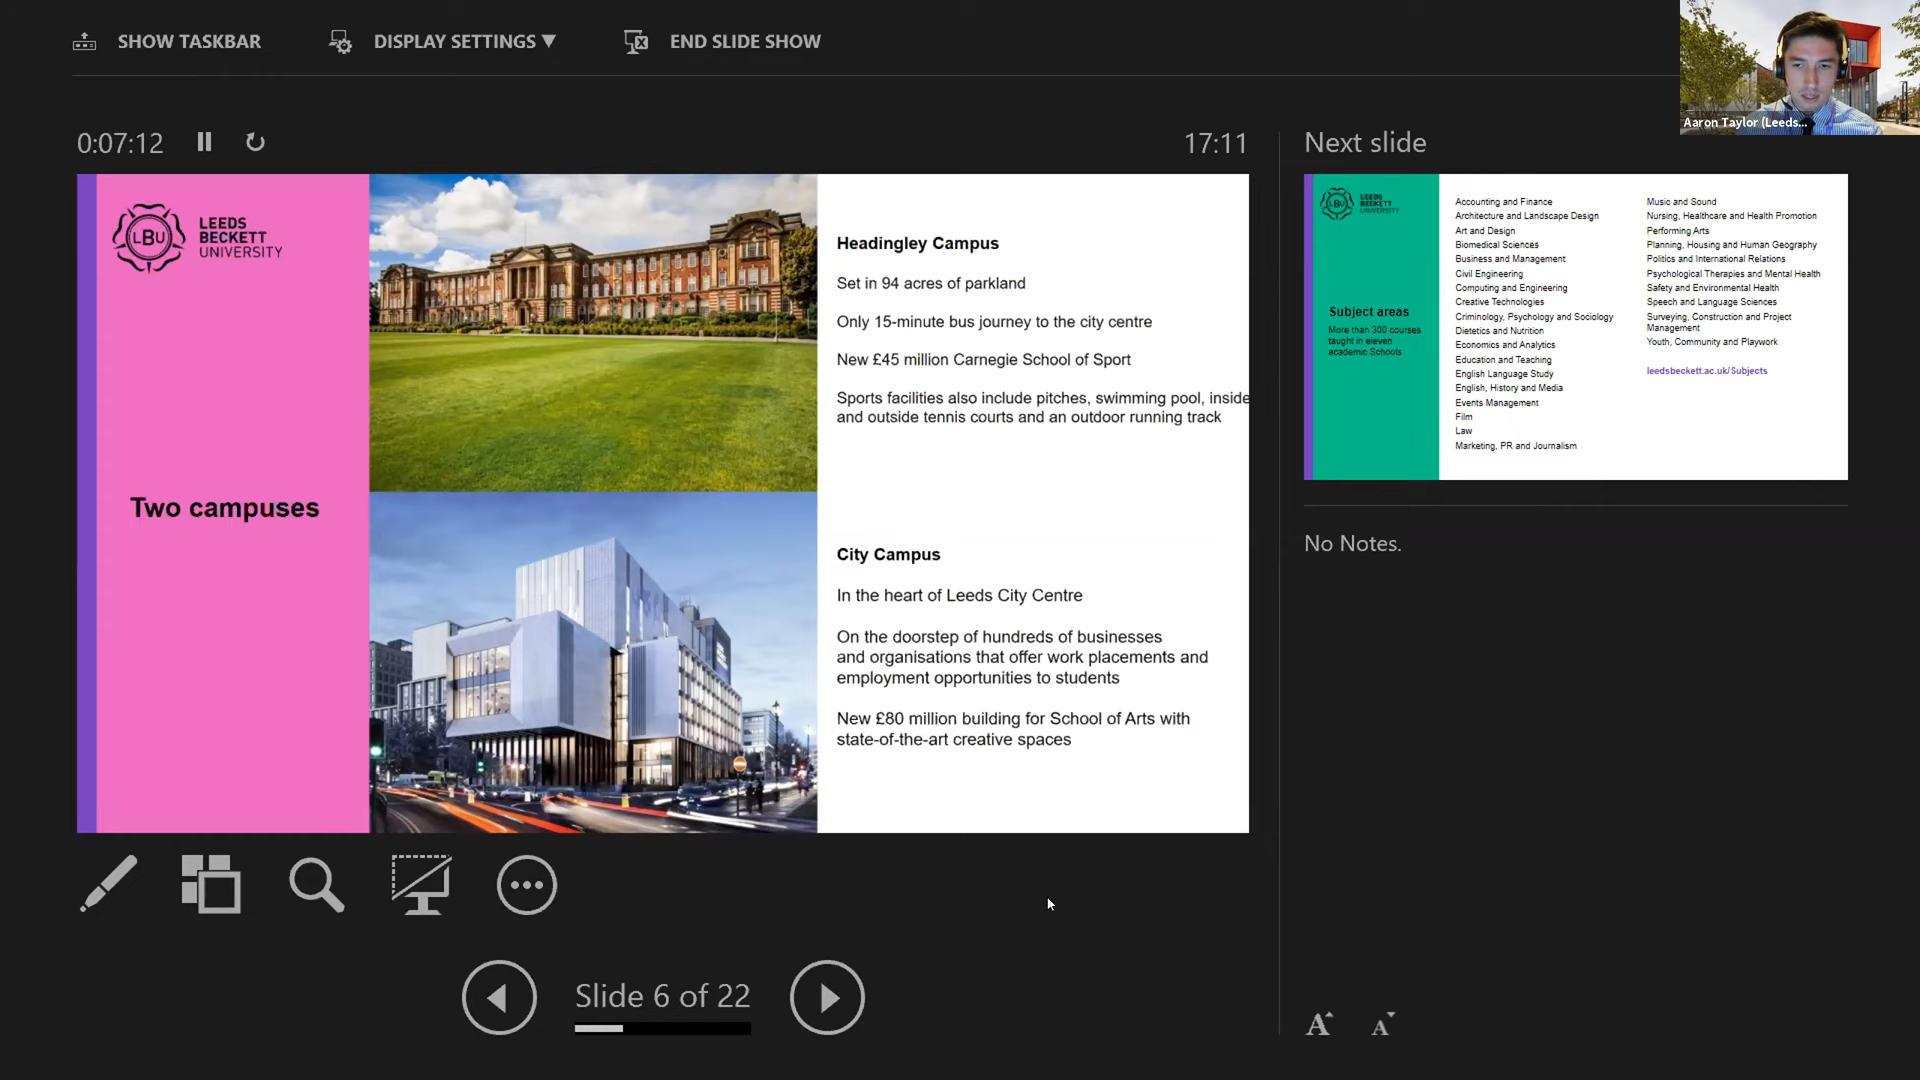 SHOW TASKBAR
DISPLAY SETTINGS ▼
END SLIDE SHOW
Aaron Taylor (Leeds...
0:07:12
17:11
Next slide
LBU
LEEDS
BECKETT
UNIVERSITY
Two campuses
Headingley Campus
Set in 94 acres of parkland
Only 15-minute bus journey to the city centre
New £45 million Carnegie School of Sport
Sports facilities also include pitches, swimming pool, inside
and outside tennis courts and an outdoor running track
City Campus
In the heart of Leeds City Centre
On the doorstep of hundreds of businesses
and organisations that offer work placements and
employment opportunities to students
New £80 million building for School of Arts with
state-of-the-art creative spaces
LBU
LEEDS
BECKETT
UNIVERSITY
Subject areas
More than 300 courses
taught in eleven
academic Schools
Accounting and Finance
Architecture and Landscape Design
Art and Design
Biomedical Sciences
Business and Management
Civil Engineering
Computing and Engineering
Creative Technologies
Criminology, Psychology and Sociology
Dietetics and Nutrition
Economics and Analytics
Education and Teaching
English Language Study
English, History and Media
Events Management
Film
Law
Marketing, PR and Journalism
Music and Sound
Nursing, Healthcare and Health Promotion
Performing Arts
Planning, Housing and Human Geography
Politics and International Relations
Psychological Therapies and Mental Health
Safety and Environmental Health
Speech and Language Sciences
Surveying, Construction and Project
Management
Youth, Community and Playwork
leedsbeckett.ac.uk/Subjects
No Notes.
Slide 6 of 22
A
A